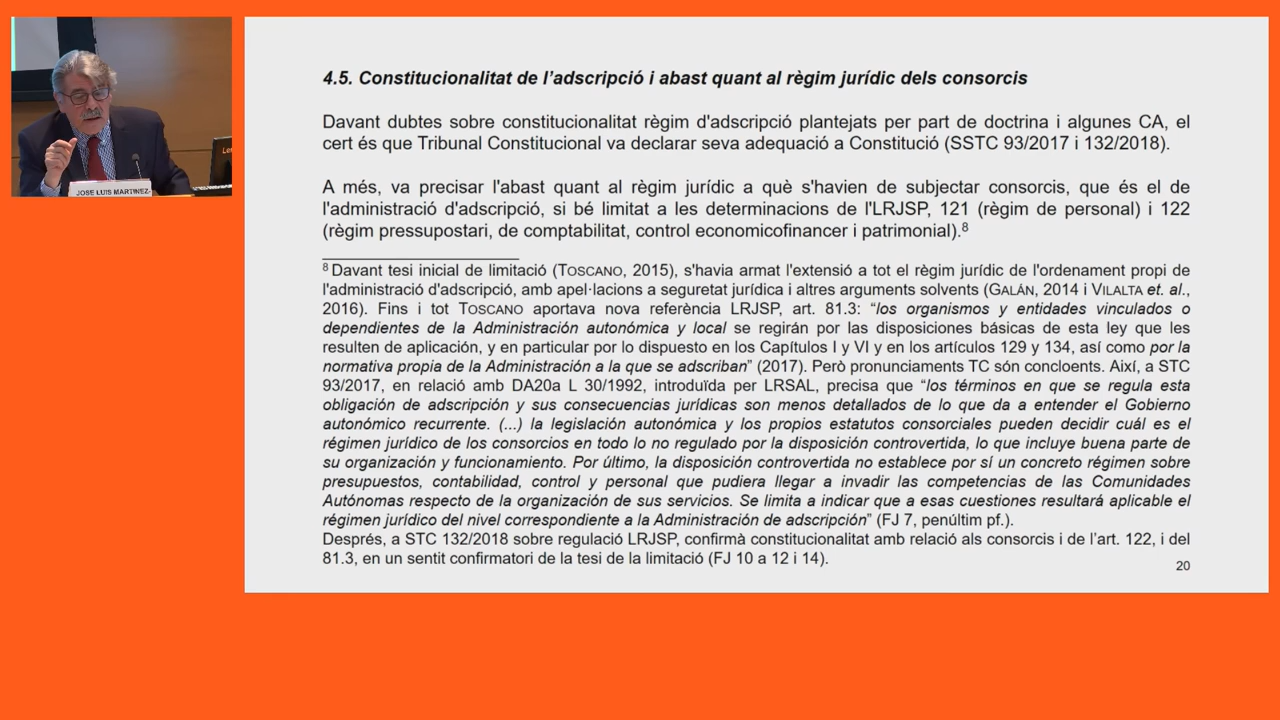 JOSE LUIS MARTINEZ-
4.5. Constitucionalitat de l’adscripció i abast quant al règim jurídic dels consorcis
Davant dubtes sobre constitucionalitat règim d'adscripció plantejats per part de doctrina i algunes CA, el
cert és que Tribunal Constitucional va declarar seva adequació a Constitució (SSTC 93/2017 i 132/2018).
A més, va precisar l'abast quant al règim jurídic a què s'havien de subjectar consorcis, que és el de
l'administració d'adscripció, si bé limitat a les determinacions de l'LRJSP, 121 (règim de personal) i 122
(règim pressupostari, de comptabilitat, control economicofinancer i patrimonial).8
8 Davant tesi inicial de limitació (TOSCANO, 2015), s'havia armat l'extensió a tot el règim jurídic de l'ordenament propi de
l'administració d'adscripció, amb apel·lacions a seguretat jurídica i altres arguments solvents (GALÁN, 2014 i VILALTA et. al.,
2016). Fins i tot TOSCANO aportava nova referència LRJSP, art. 81.3: “los organismos y entidades vinculados o
dependientes de la Administración autonómica y local se regirán por las disposiciones básicas de esta ley que les
resulten de aplicación, y en particular por lo dispuesto en los Capítulos I y VI y en los artículos 129 y 134, así como por la
normativa propia de la Administración a la que se adscriban” (2017). Però pronunciaments TC són concloents. Així, a STC
93/2017, en relació amb DA20a L 30/1992, introduïda per LRSAL, precisa que “los términos en que se regula esta
obligación de adscripción y sus consecuencias jurídicas son menos detallados de lo que da a entender el Gobierno
autonómico recurrente. (...) la legislación autonómica y los propios estatutos consorciales pueden decidir cuál es el
régimen jurídico de los consorcios en todo lo no regulado por la disposición controvertida, lo que incluye buena parte de
su organización y funcionamiento. Por último, la disposición controvertida no establece por sí un concreto régimen sobre
presupuestos, contabilidad, control y personal que pudiera llegar a invadir las competencias de las Comunidades
Autónomas respecto de la organización de sus servicios. Se limita a indicar que a esas cuestiones resultará aplicable el
régimen jurídico del nivel correspondiente a la Administración de adscripción” (FJ 7, penúltim pf.).
Després, a STC 132/2018 sobre regulació LRJSP, confirmà constitucionalitat amb relació als consorcis i de l’art. 122, i del
81.3, en un sentit confirmatori de la tesi de la limitació (FJ 10 a 12 i 14).
20